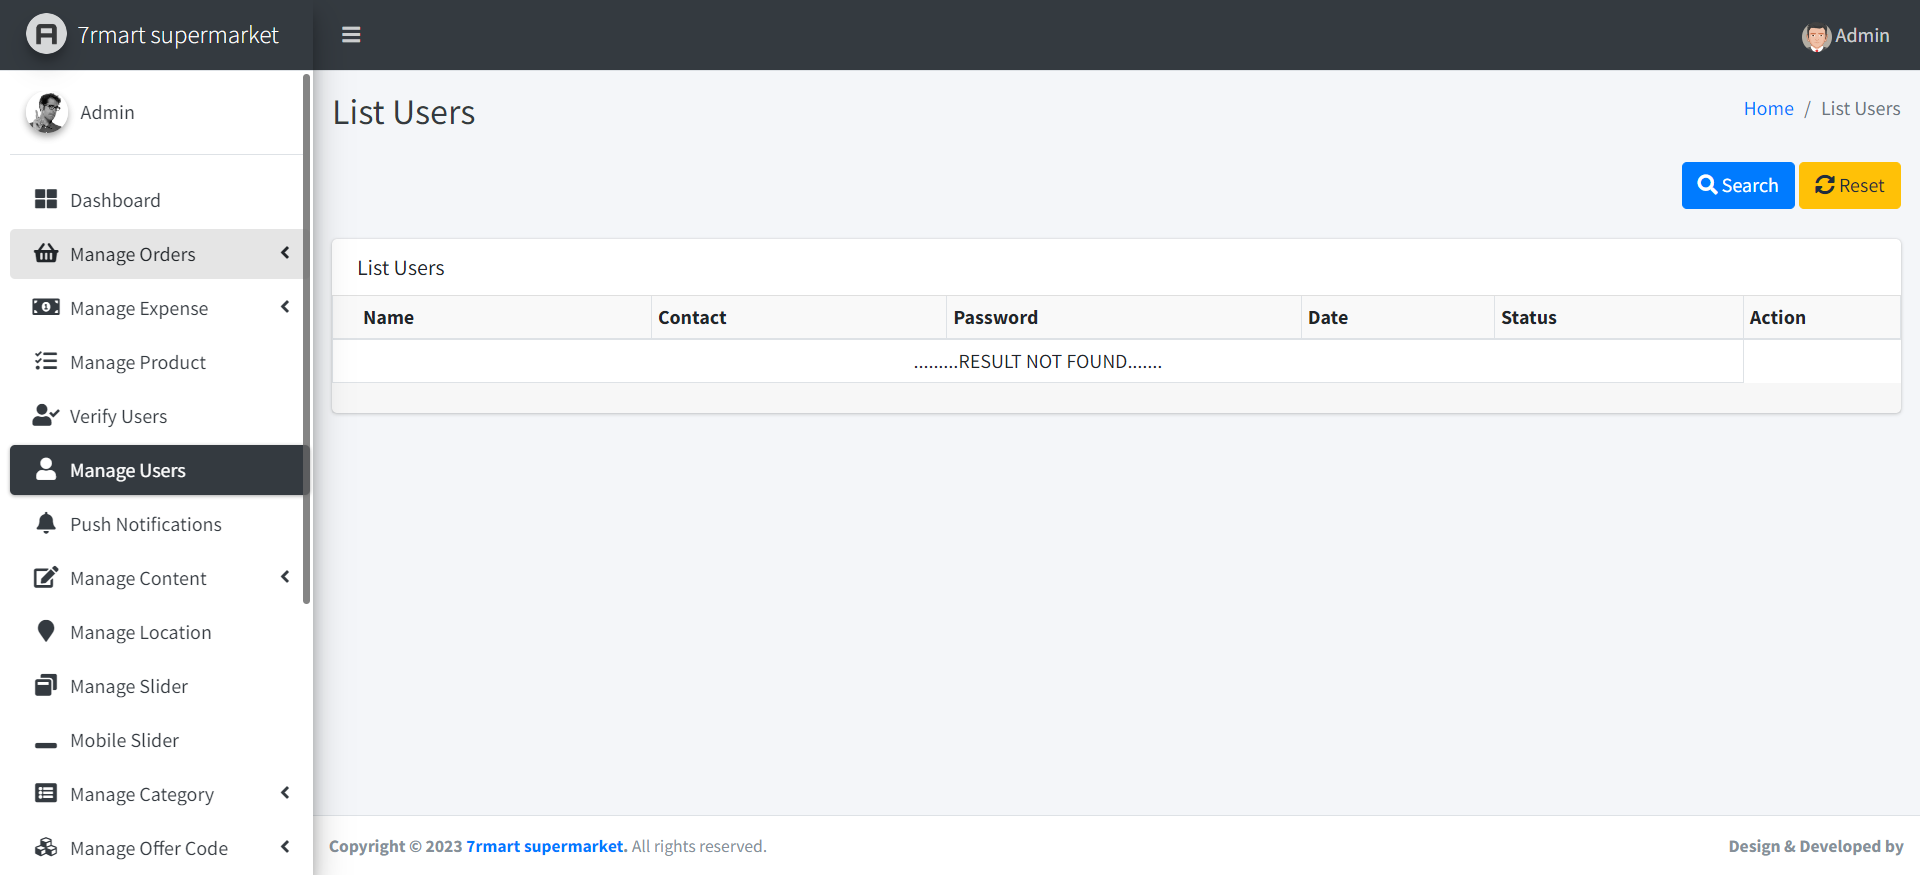 7rmart supermarket
Admin
Admin
Dashboard
Manage Orders
Manage Expense
Manage Product
Verify Users
Manage Users
Push Notifications
Manage Content
Manage Location
Manage Slider
Mobile Slider
Manage Category
Manage Offer Code
List Users
Home / List Users
Search
Reset
List Users
Name Contact Password Date Status Action
.........RESULT NOT FOUND.......
Copyright © 2023 7rmart supermarket. All rights reserved.
Design & Developed by